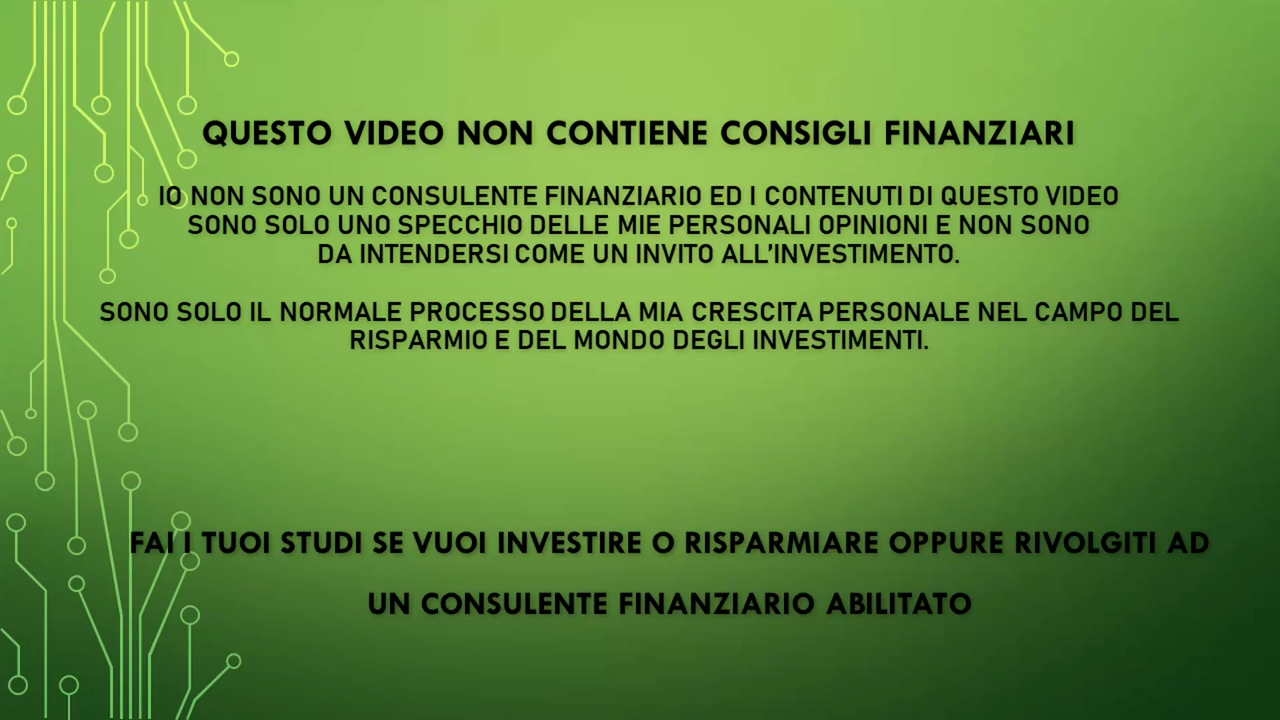 QUESTO VIDEO NON CONTIENE CONSIGLI FINANZIARI
IO NON SONO UN CONSULENTE FINANZIARIO ED I CONTENUTI DI QUESTO VIDEO
SONO SOLO UNO SPECCHIO DELLE MIE PERSONALI OPINIONI E NON SONO
DA INTENDERSI COME UN INVITO ALL'INVESTIMENTO.
SONO SOLO IL NORMALE PROCESSO DELLA MIA CRESCITA PERSONALE NEL CAMPO DEL
RISPARMIO E DEL MONDO DEGLI INVESTIMENTI.
FAI I TUOI STUDI SE VUOI INVESTIRE O RISPARMIARE OPPURE RIVOLGITI AD
UN CONSULENTE FINANZIARIO ABILITATO